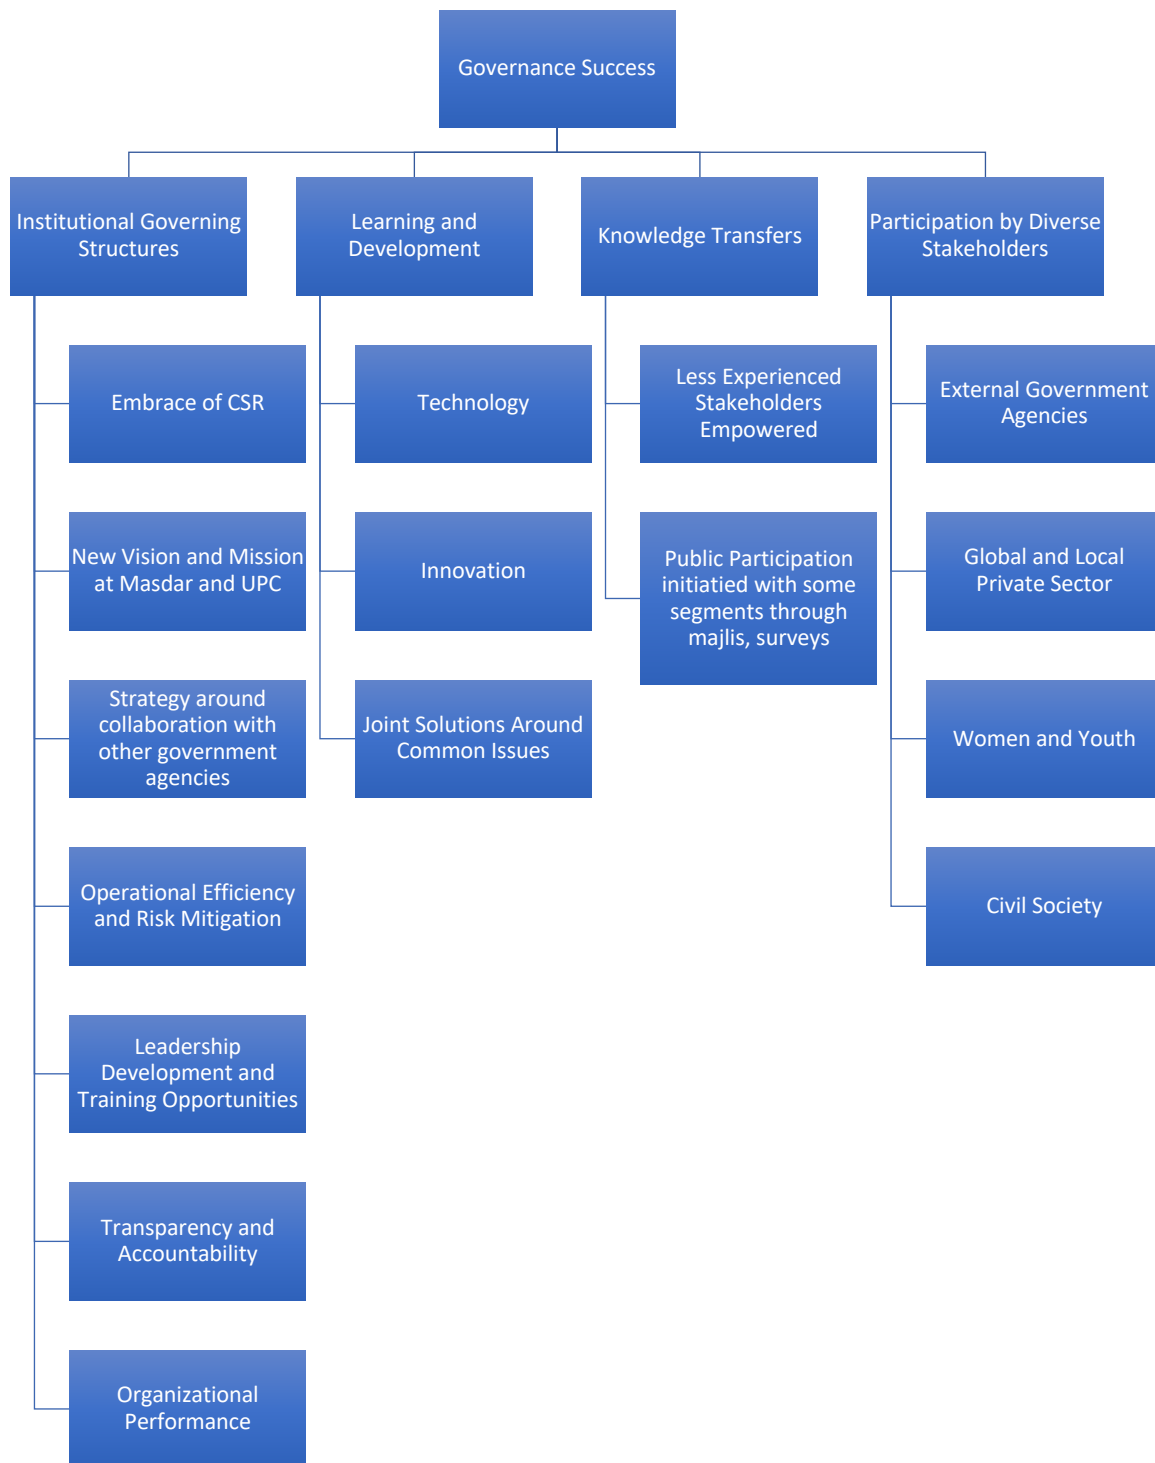 Governance Success
Institutional Governing
Structures
Embrace of CSR
New Vision and Mission
at Masdar and UPC
Strategy around
collaboration with
other government
agencies
Operational Efficiency
and Risk Mitigation
Leadership
Development and
Training Opportunities
Transparency and
Accountability
Organizational
Performance
Learning and
Development
Technology
Innovation
Joint Solutions Around
Common Issues
Knowledge Transfers
Less Experienced
Stakeholders
Empowered
Public Participation
initiatied with some
segments through
majlis, surveys
Participation by Diverse
Stakeholders
External Government
Agencies
Global and Local
Private Sector
Women and Youth
Civil Society